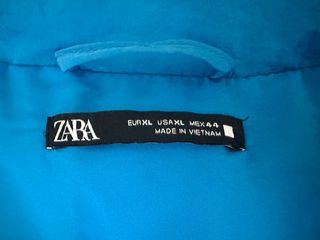 ZARA
EUR XL USA XL MEX 44
MADE IN VIETNAM